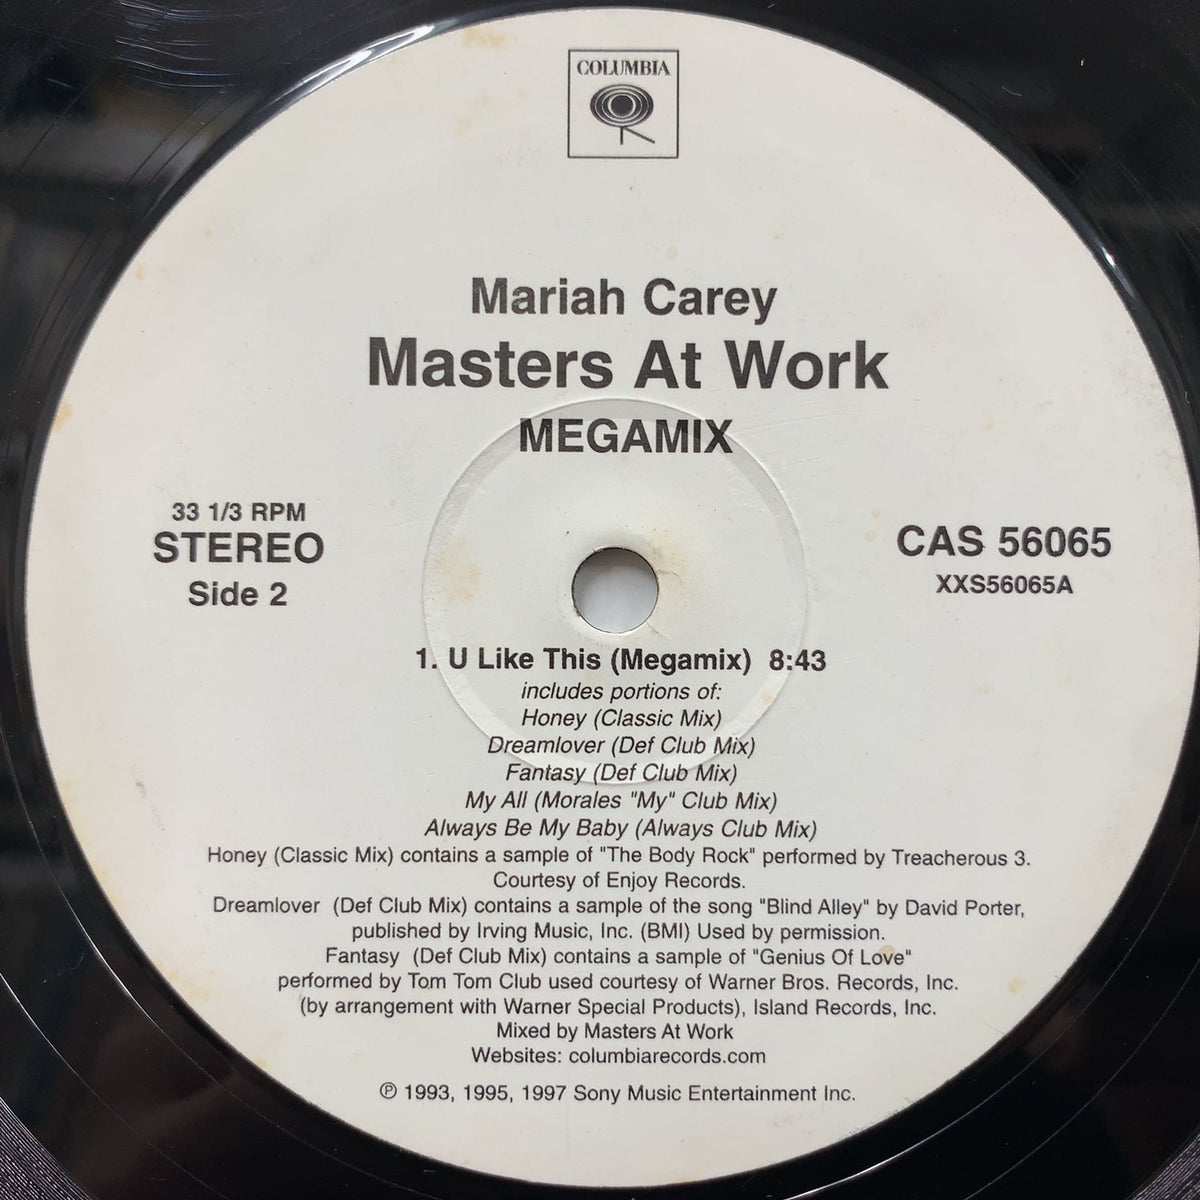 COLUMBIA
Mariah Carey
Masters At Work
MEGAMIX
33 1/3 RPM
STEREO
Side 2
CAS 56065
XXS56065A
1. U Like This (Megamix) 8:43
includes portions of:
Honey (Classic Mix)
Dreamlover (Def Club Mix)
Fantasy (Def Club Mix)
My All (Morales "My" Club Mix)
Always Be My Baby (Always Club Mix)
Honey (Classic Mix) contains a sample of "The Body Rock" performed by Treacherous 3.
Courtesy of Enjoy Records.
Dreamlover (Def Club Mix) contains a sample of the song "Blind Alley" by David Porter,
published by Irving Music, Inc. (BMI) Used by permission.
Fantasy (Def Club Mix) contains a sample of "Genius Of Love"
performed by Tom Tom Club used courtesy of Warner Bros. Records, Inc.
(by arrangement with Warner Special Products), Island Records, Inc.
Mixed by Masters At Work
Websites: columbiarecords.com
℗ 1993, 1995, 1997 Sony Music Entertainment Inc.